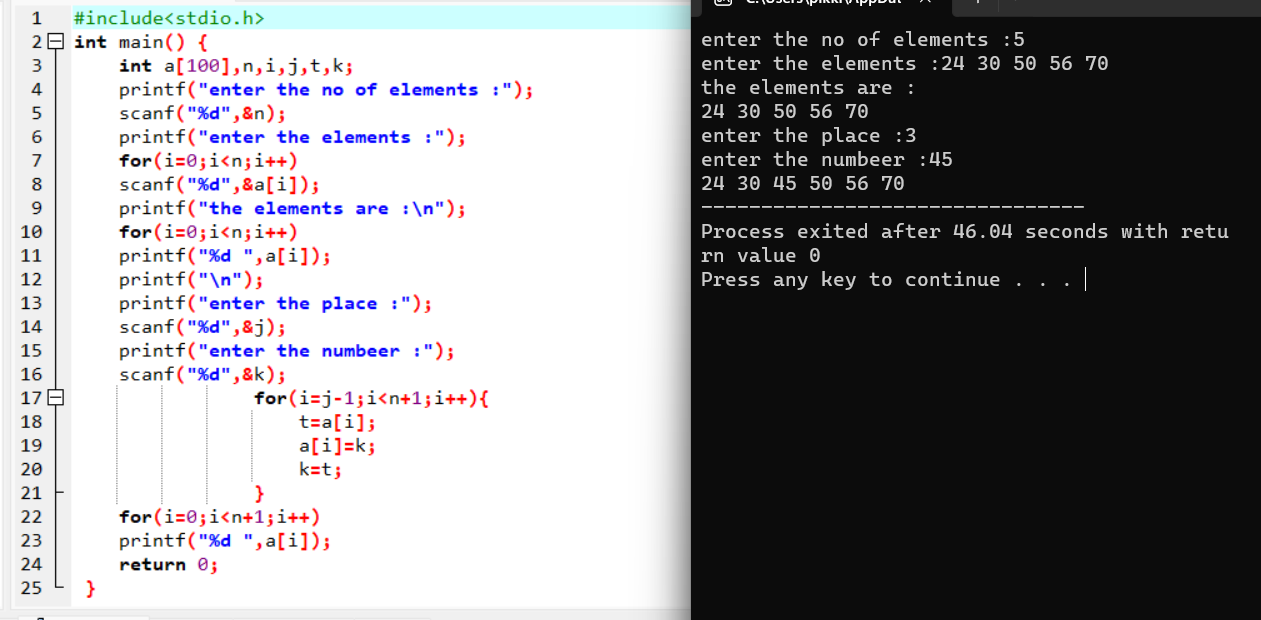 1 #include<stdio.h>
2 int main() {
3 int a[100],n,i,j,t,k;
4 printf("enter the no of elements :");
5 scanf("%d",&n);
6 printf("enter the elements :");
7 for(i=0;i<n;i++)
8 scanf("%d",&a[i]);
9 printf("the elements are :\n");
10 for(i=0;i<n;i++)
11 printf("%d ",a[i]);
12 printf("\n");
13 printf("enter the place :");
14 scanf("%d",&j);
15 printf("enter the numbeer :");
16 scanf("%d",&k);
17 for(i=j-1;i<n+1;i++){
18 t=a[i];
19 a[i]=k;
20 k=t;
21 }
22 for(i=0;i<n+1;i++)
23 printf("%d ",a[i]);
24 return 0;
25 }
enter the no of elements :5
enter the elements :24 30 50 56 70
the elements are :
24 30 50 56 70
enter the place :3
enter the numbeer :45
24 30 45 50 56 70
--------------------------------
Process exited after 46.04 seconds with retu
rn value 0
Press any key to continue . . .